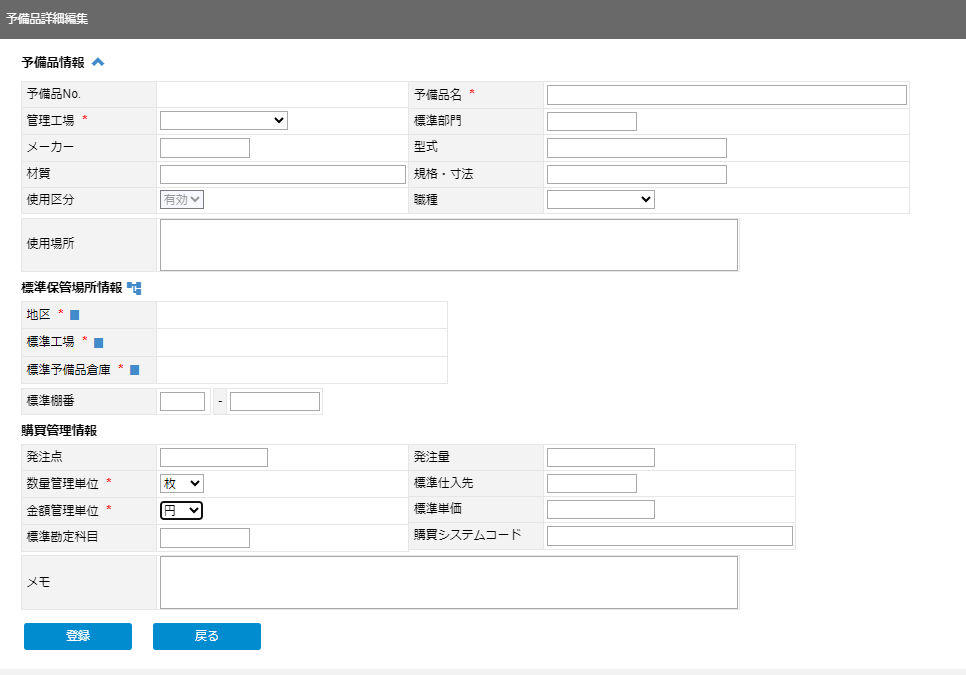 予備品詳細編集
予備品情報
予備品No. 予備品名 *
管理工場 * 標準部門
メーカー 型式
材質 規格・寸法
使用区分 有効 職種
使用場所
標準保管場所情報
地区 *
標準工場 *
標準予備品倉庫 *
標準棚番 -
購買管理情報
発注点 発注量
数量管理単位 * 枚 標準仕入先
金額管理単位 * 円 標準単価
標準勘定科目 購買システムコード
メモ
登録 戻る